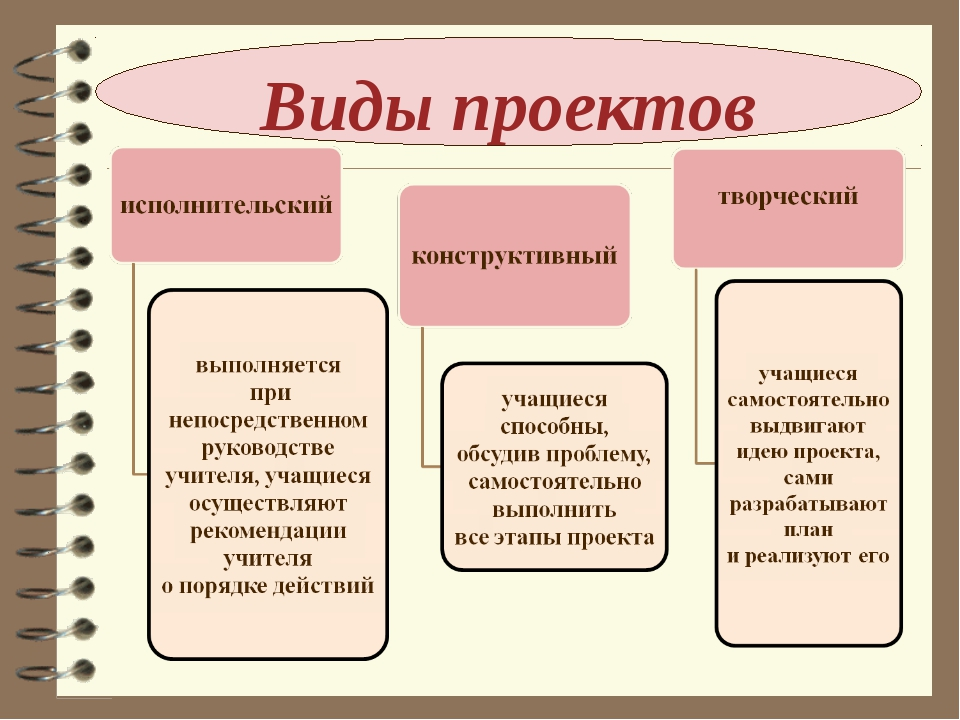 Виды проектов
исполнительский
выполняется
при
непосредственном
руководстве
учителя, учащиеся
осуществляют
рекомендации
учителя
о порядке действий
конструктивный
учащиеся
способны,
обсудив проблему,
самостоятельно
выполнить
все этапы проекта
творческий
учащиеся
самостоятельно
выдвигают
идею проекта,
сами
разрабатывают
план
и реализуют его